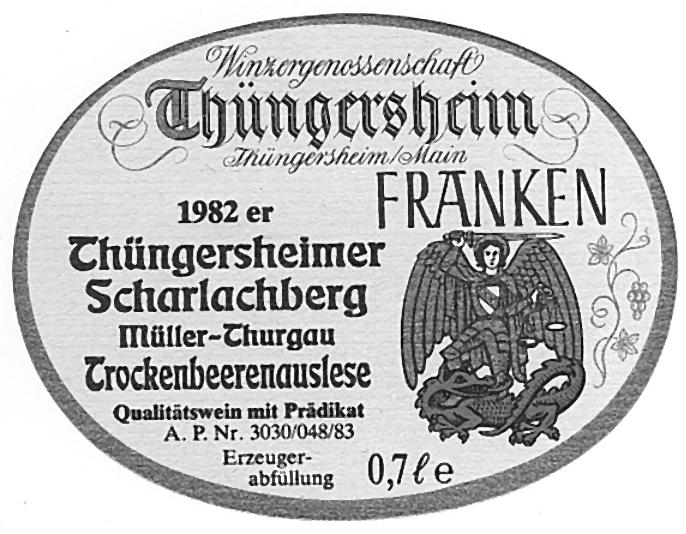 Winzergenossenschaft
Thüngersheim
Thüngersheim/Main
FRANKEN
1982 er
Thüngersheimer
Scharlachberg
Müller-Thurgau
Trockenbeerenauslese
Qualitätswein mit Prädikat
A. P. Nr. 3030/048/83
Erzeuger-
abfüllung
0,7 ℓ e